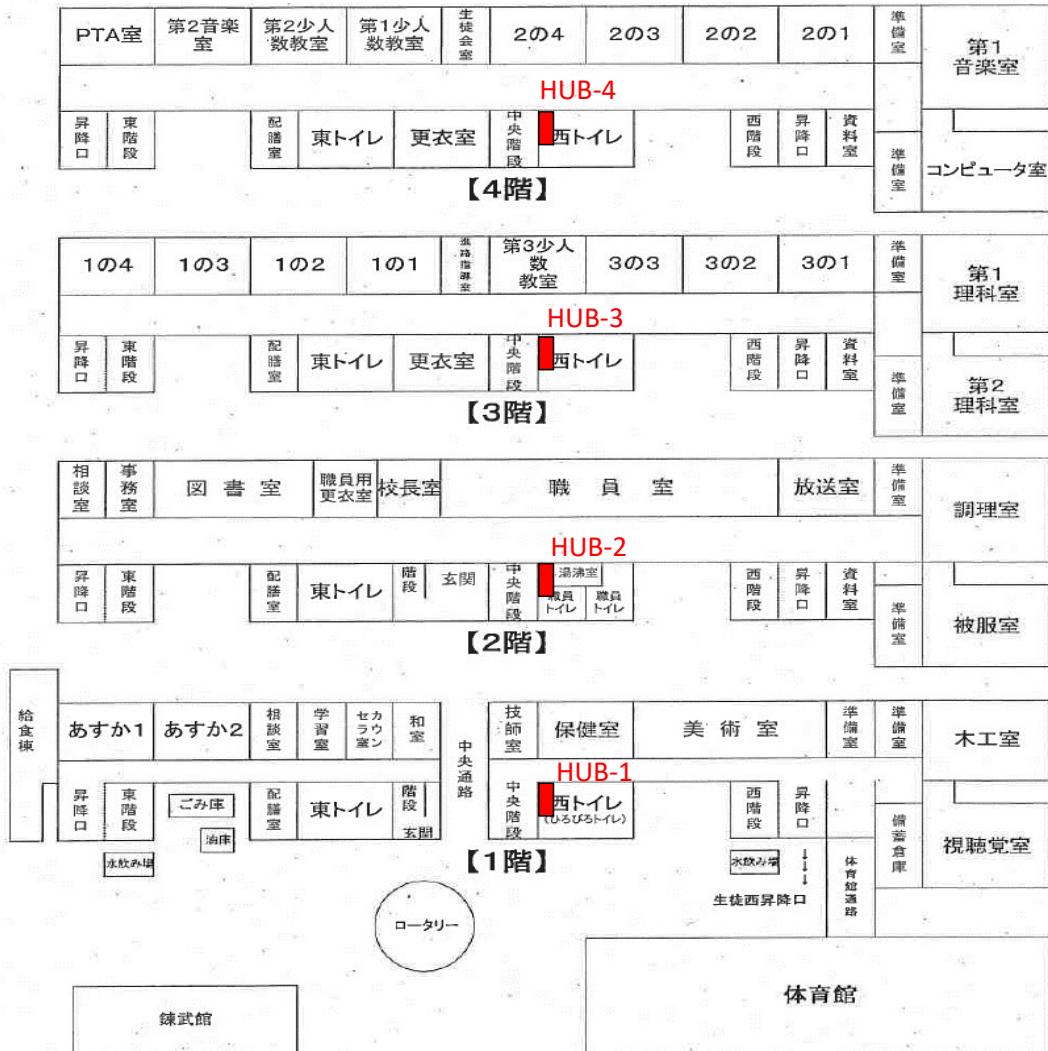 PTA室
第2音楽
室
第2少人
数教室
第1少人
数教室
生徒会室
2の4
2の3
2の2
2の1
準備室
第1
音楽室
HUB-4
昇降口
東階段
配膳室
東トイレ
更衣室
中央階段
西トイレ
西階段
昇降口
資料室
準備室
コンピュータ室
【4階】
1の4
1の3
1の2
1の1
進路指導室
第3少人
数
教室
3の3
3の2
3の1
準備室
第1
理科室
HUB-3
昇降口
東階段
配膳室
東トイレ
更衣室
中央階段
西トイレ
西階段
昇降口
資料室
準備室
第2
理科室
【3階】
相談室
事務室
図書室
職員用
更衣室
校長室
職員室
放送室
準備室
調理室
HUB-2
昇降口
東階段
配膳室
東トイレ
階段
玄関
中央階段
湯沸室
職員
トイレ
職員
トイレ
西階段
昇降口
資料室
準備室
被服室
【2階】
給食棟
あすか1
あすか2
相談室
学習室
カウン
セラ室
和室
中央通路
技師室
保健室
美術室
準備室
準備室
木工室
HUB-1
昇降口
東階段
ごみ庫
油庫
水飲み場
配膳室
東トイレ
階段
玄関
中央階段
西トイレ
(ひろびろトイレ)
西階段
昇降口
備蓄倉庫
視聴覚室
【1階】
水飲み場
↓↓↓
生徒西昇降口
体育館通路
ロータリー
錬武館
体育館